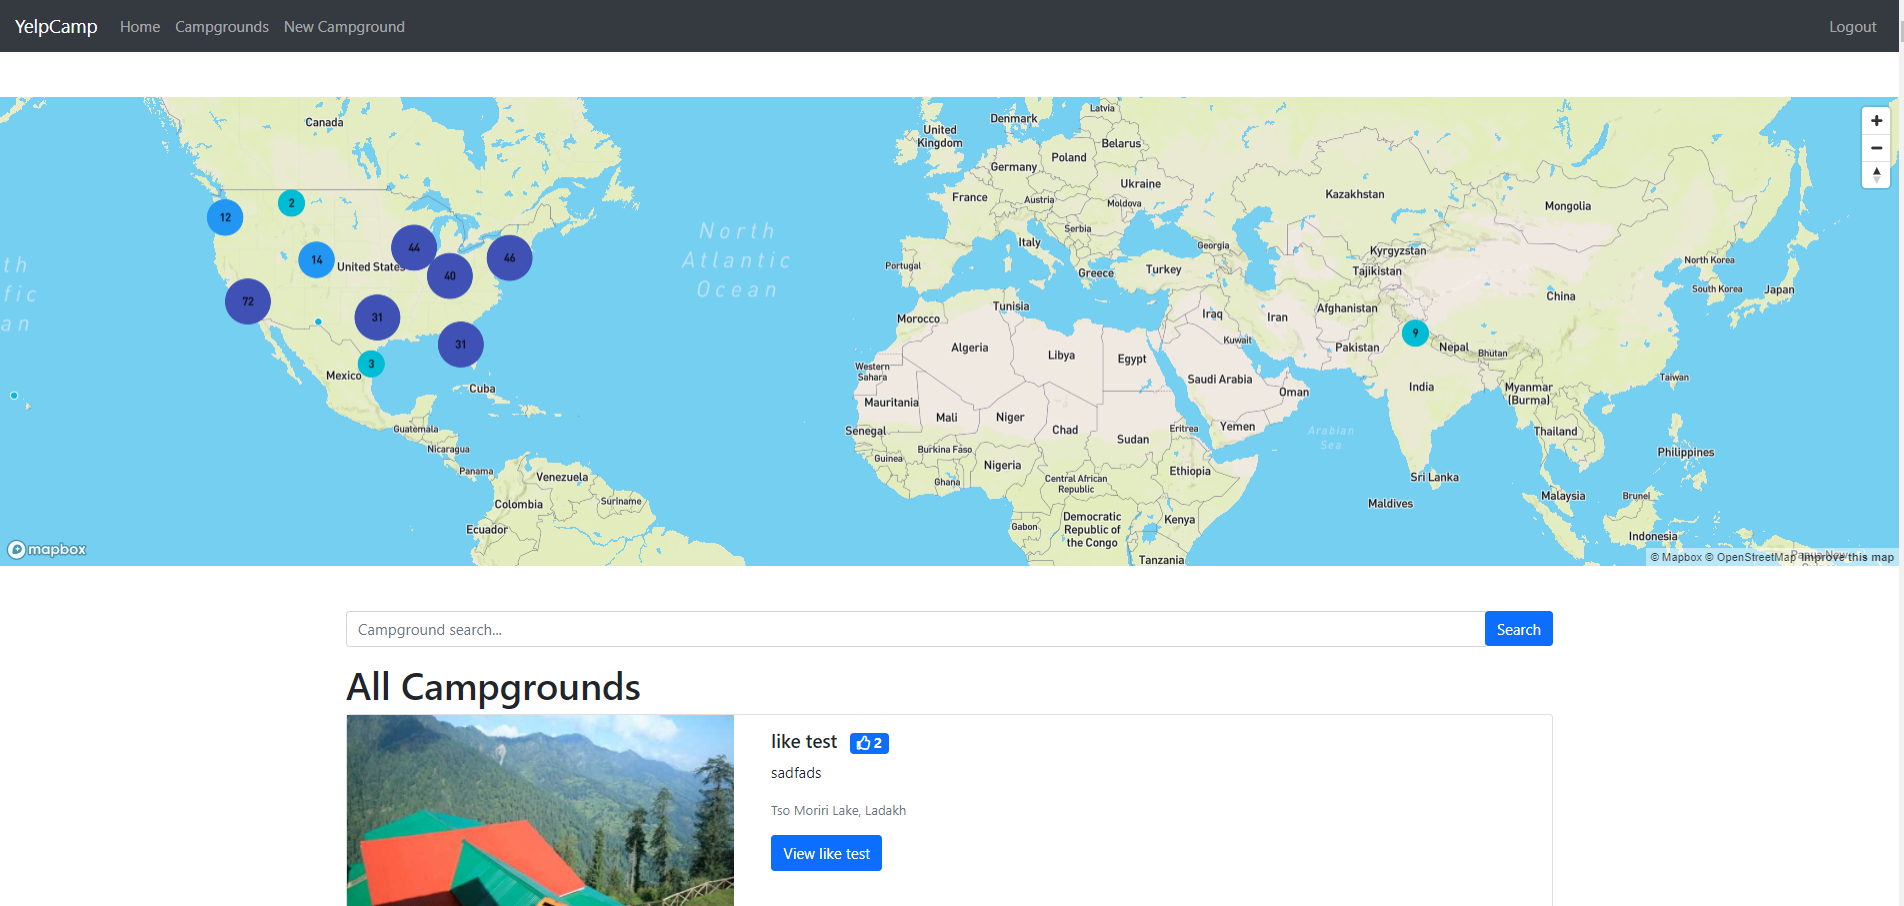 YelpCamp Home Campgrounds New Campground Logout
Canada
United Kingdom
Denmark
Latvia
Belarus
Poland
Germany
Ukraine
France
Austria
Moldova
Serbia
Italy
Georgia
Portugal
Greece
Turkey
Kazakhstan
Mongolia
Kyrgyzstan
Tajikistan
North Korea
South Korea
Japan
China
Afghanistan
Iran
Iraq
Kuwait
Pakistan
Nepal
Bhutan
India
Myanmar
(Burma)
Taiwan
Thailand
Philippines
Sri Lanka
Maldives
Malaysia
Brunei
Indonesia
Tunisia
Morocco
Algeria
Libya
Egypt
Saudi Arabia
Oman
Yemen
Western
Sahara
Mauritania
Mali
Niger
Chad
Sudan
Eritrea
Senegal
Guinea
Burkina Faso
Ghana
Nigeria
Central African
Republic
Ethiopia
Gabon
Democratic
Republic of
the Congo
Kenya
Tanzania
Arabian
Sea
North
Atlantic
Ocean
United States
Mexico
Cuba
Guatemala
Nicaragua
Panama
Venezuela
Colombia
Suriname
Ecuador
th
fic
an
12
2
14
44
40
46
72
31
31
3
9
mapbox
© Mapbox © OpenStreetMap Improve this map
Campground search...
Search
All Campgrounds
like test 2
sadfads
Tso Moriri Lake, Ladakh
View like test